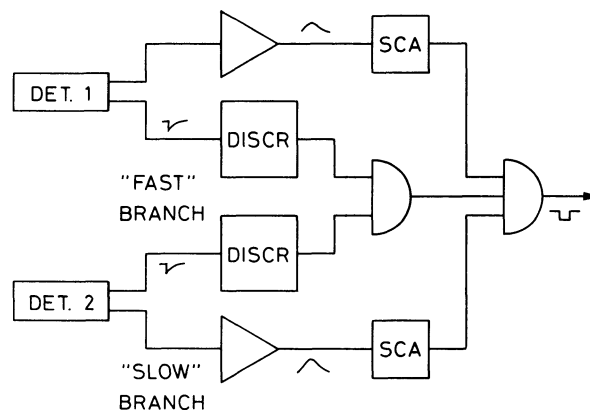 SCA
DET. 1
DISCR
"FAST"
BRANCH
DISCR
DET. 2
SCA
"SLOW"
BRANCH